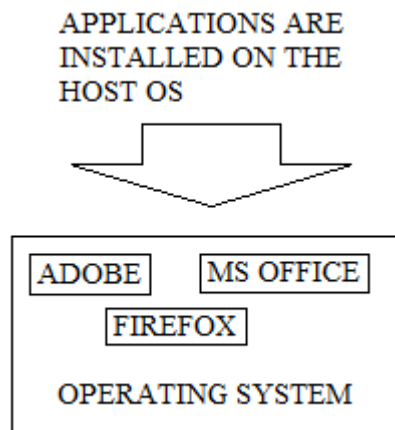 APPLICATIONS ARE
INSTALLED ON THE
HOST OS
ADOBE
MS OFFICE
FIREFOX
OPERATING SYSTEM